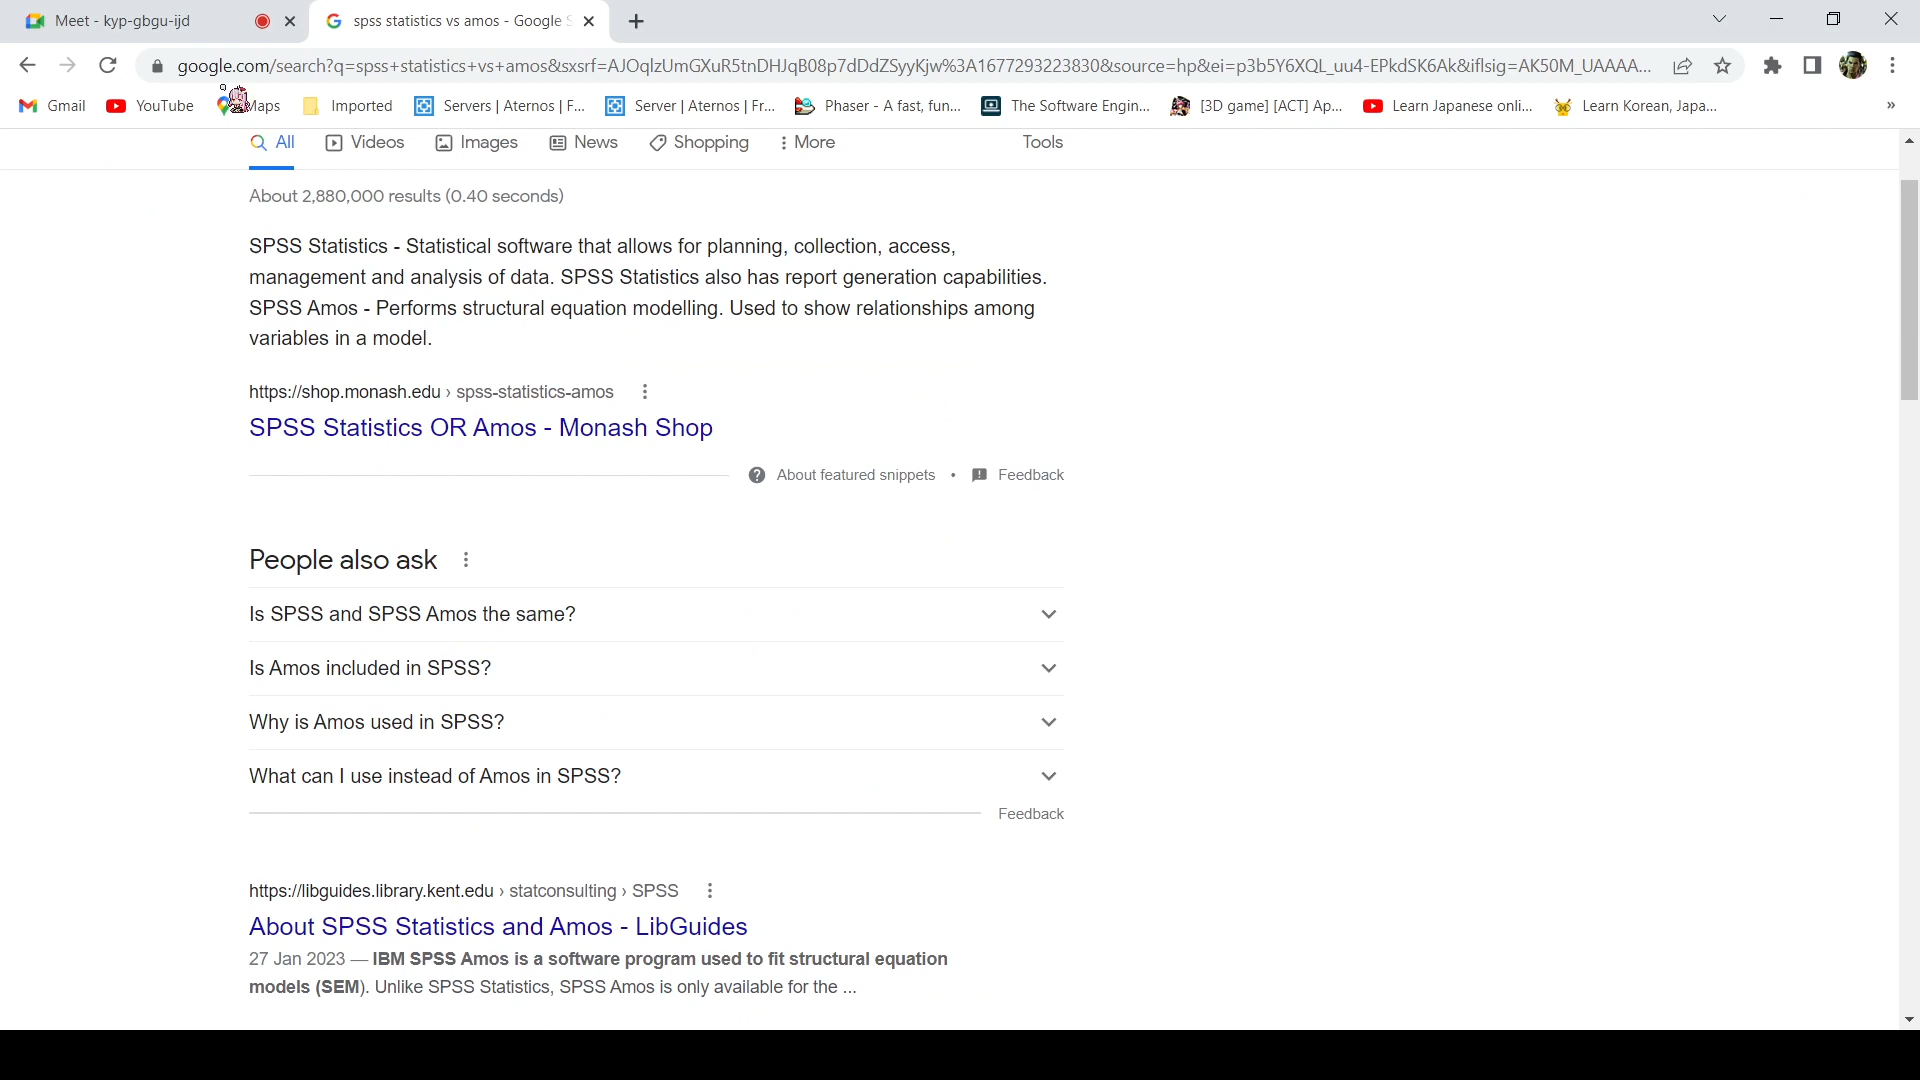 Meet - kyp-gbgu-ijd
spss statistics vs amos - Google S
google.com/search?q=spss+statistics+vs+amos&sxsrf=AJOqlzUmGXuR5tnDHJqB08p7dDdZSyyKjw%3A1677293223830&source=hp&ei=p3b5Y6XQL_uu4-EPkdSK6Ak&iflsig=AK50M_UAAAA...
Gmail YouTube Maps Imported Servers | Aternos | F... Server | Aternos | Fr... Phaser - A fast, fun... The Software Engin... [3D game] [ACT] Ap... Learn Japanese onli... Learn Korean, Japa... »
All Videos Images News Shopping More Tools
About 2,880,000 results (0.40 seconds)
SPSS Statistics - Statistical software that allows for planning, collection, access,
management and analysis of data. SPSS Statistics also has report generation capabilities.
SPSS Amos - Performs structural equation modelling. Used to show relationships among
variables in a model.
https://shop.monash.edu › spss-statistics-amos
SPSS Statistics OR Amos - Monash Shop
About featured snippets • Feedback
People also ask
Is SPSS and SPSS Amos the same?
Is Amos included in SPSS?
Why is Amos used in SPSS?
What can I use instead of Amos in SPSS?
Feedback
https://libguides.library.kent.edu › statconsulting › SPSS
About SPSS Statistics and Amos - LibGuides
27 Jan 2023 — IBM SPSS Amos is a software program used to fit structural equation
models (SEM). Unlike SPSS Statistics, SPSS Amos is only available for the ...